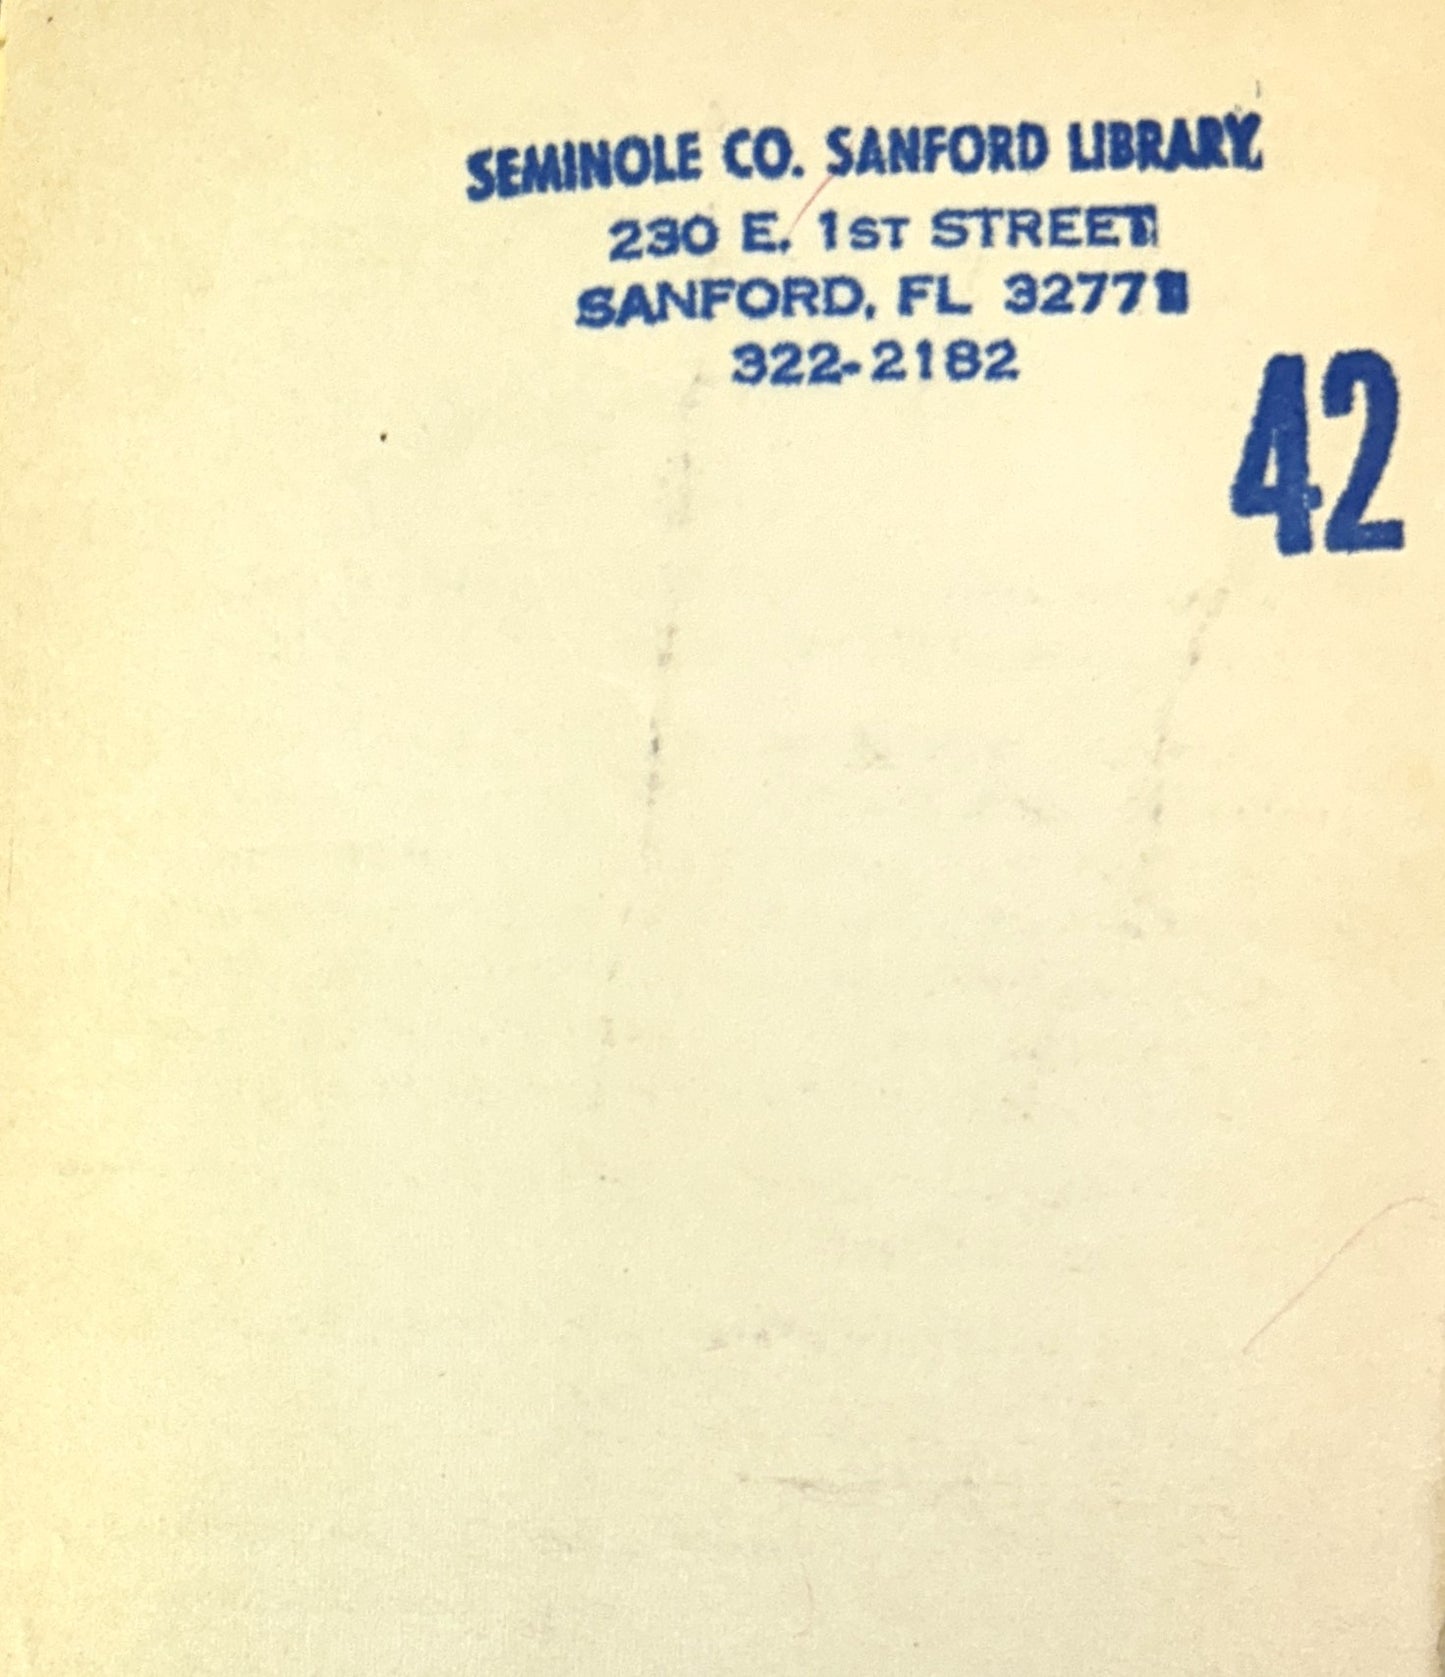 SEMINOLE CO. SANFORD LIBRARY
230 E. 1ST STREET
SANFORD, FL 32771
322-2182
42